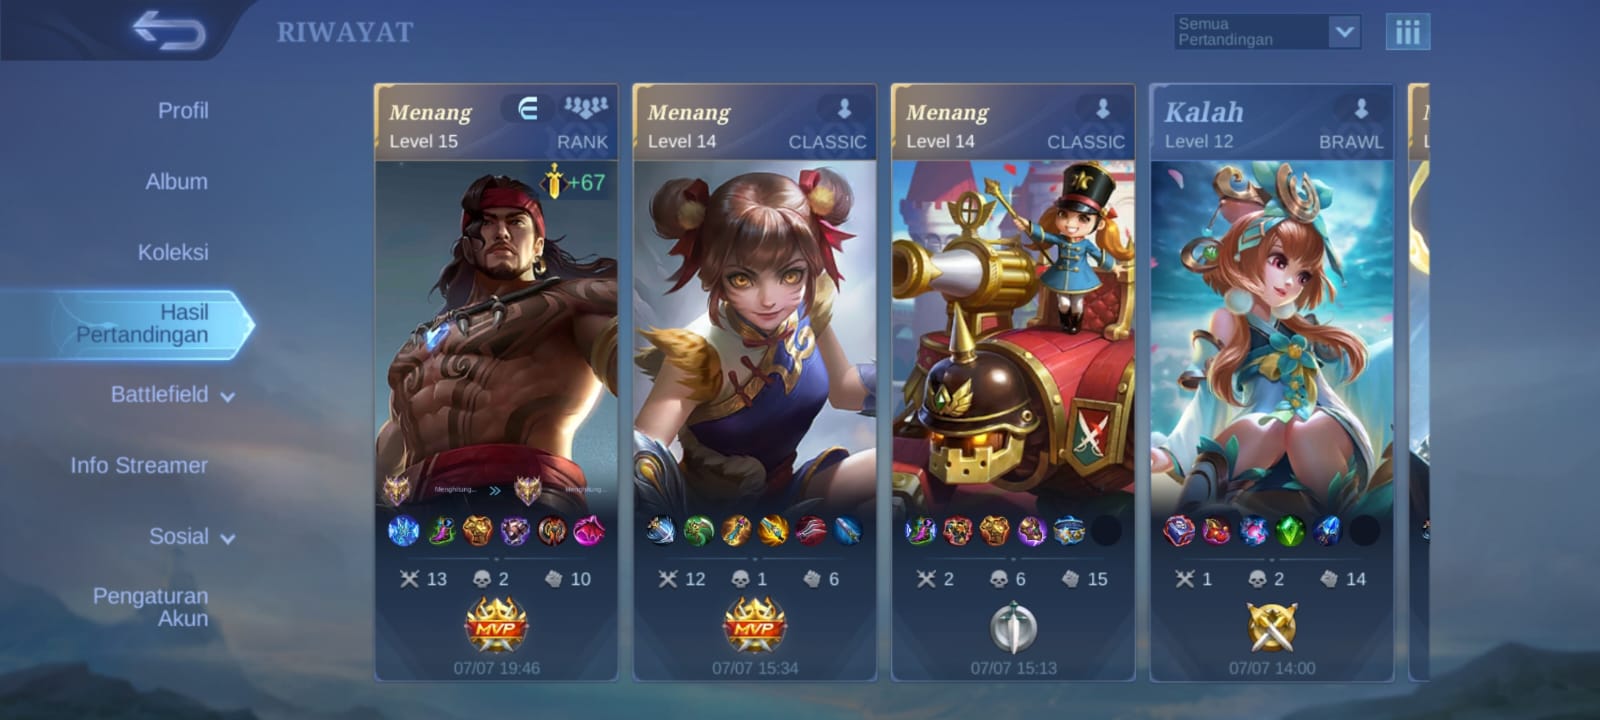 RIWAYAT
Semua
Pertandingan
Profil
Album
Koleksi
Hasil
Pertandingan
Battlefield
Info Streamer
Sosial
Pengaturan
Akun
Menang
Level 15
RANK
+67
Menghitung...
Menghitung...
13 2 10
MVP
07/07 19:46
Menang
Level 14
CLASSIC
12 1 6
MVP
07/07 15:34
Menang
Level 14
CLASSIC
2 6 15
07/07 15:13
Kalah
Level 12
BRAWL
1 2 14
07/07 14:00